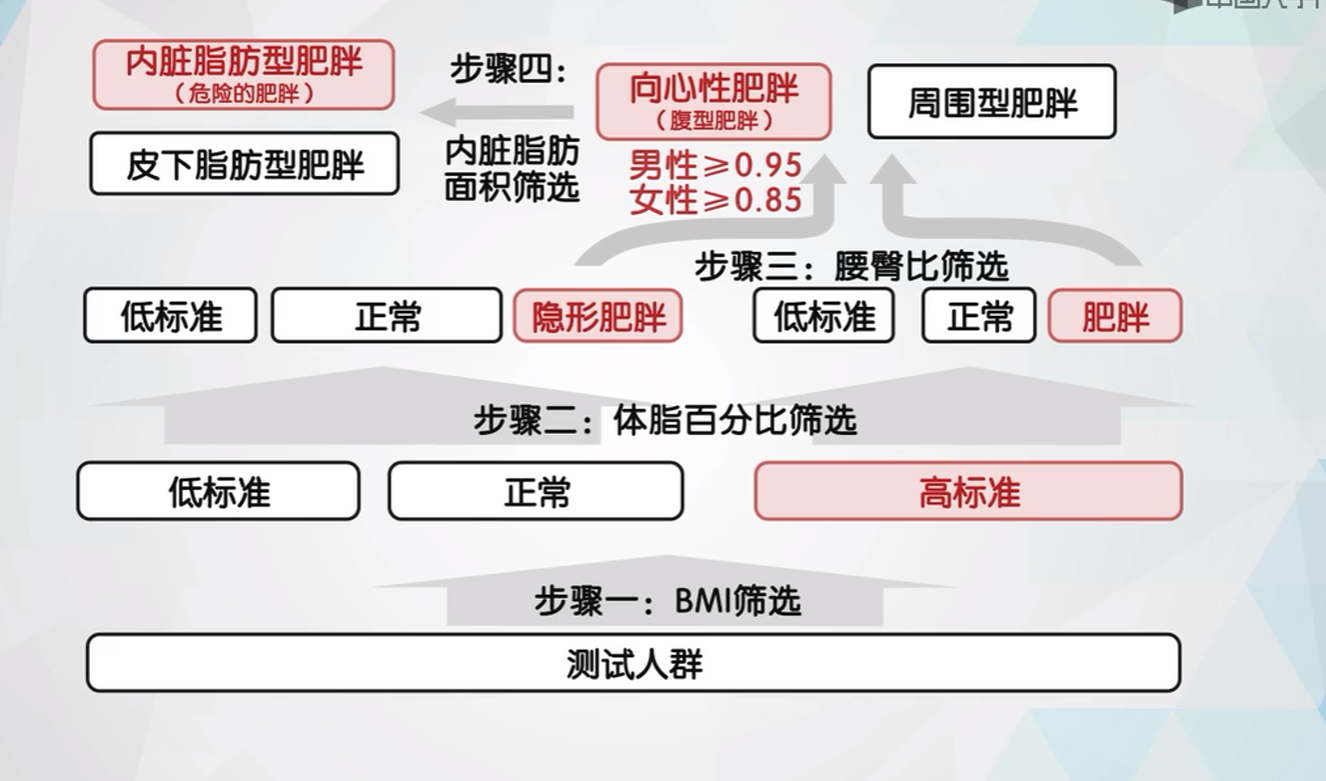 内脏脂肪型肥胖
（危险的肥胖）
皮下脂肪型肥胖
步骤四：
内脏脂肪
面积筛选
向心性肥胖
（腹型肥胖）
男性≥0.95
女性≥0.85
周围型肥胖
步骤三：腰臀比筛选
低标准
正常
隐形肥胖
低标准
正常
肥胖
步骤二：体脂百分比筛选
低标准
正常
高标准
步骤一：BMI筛选
测试人群